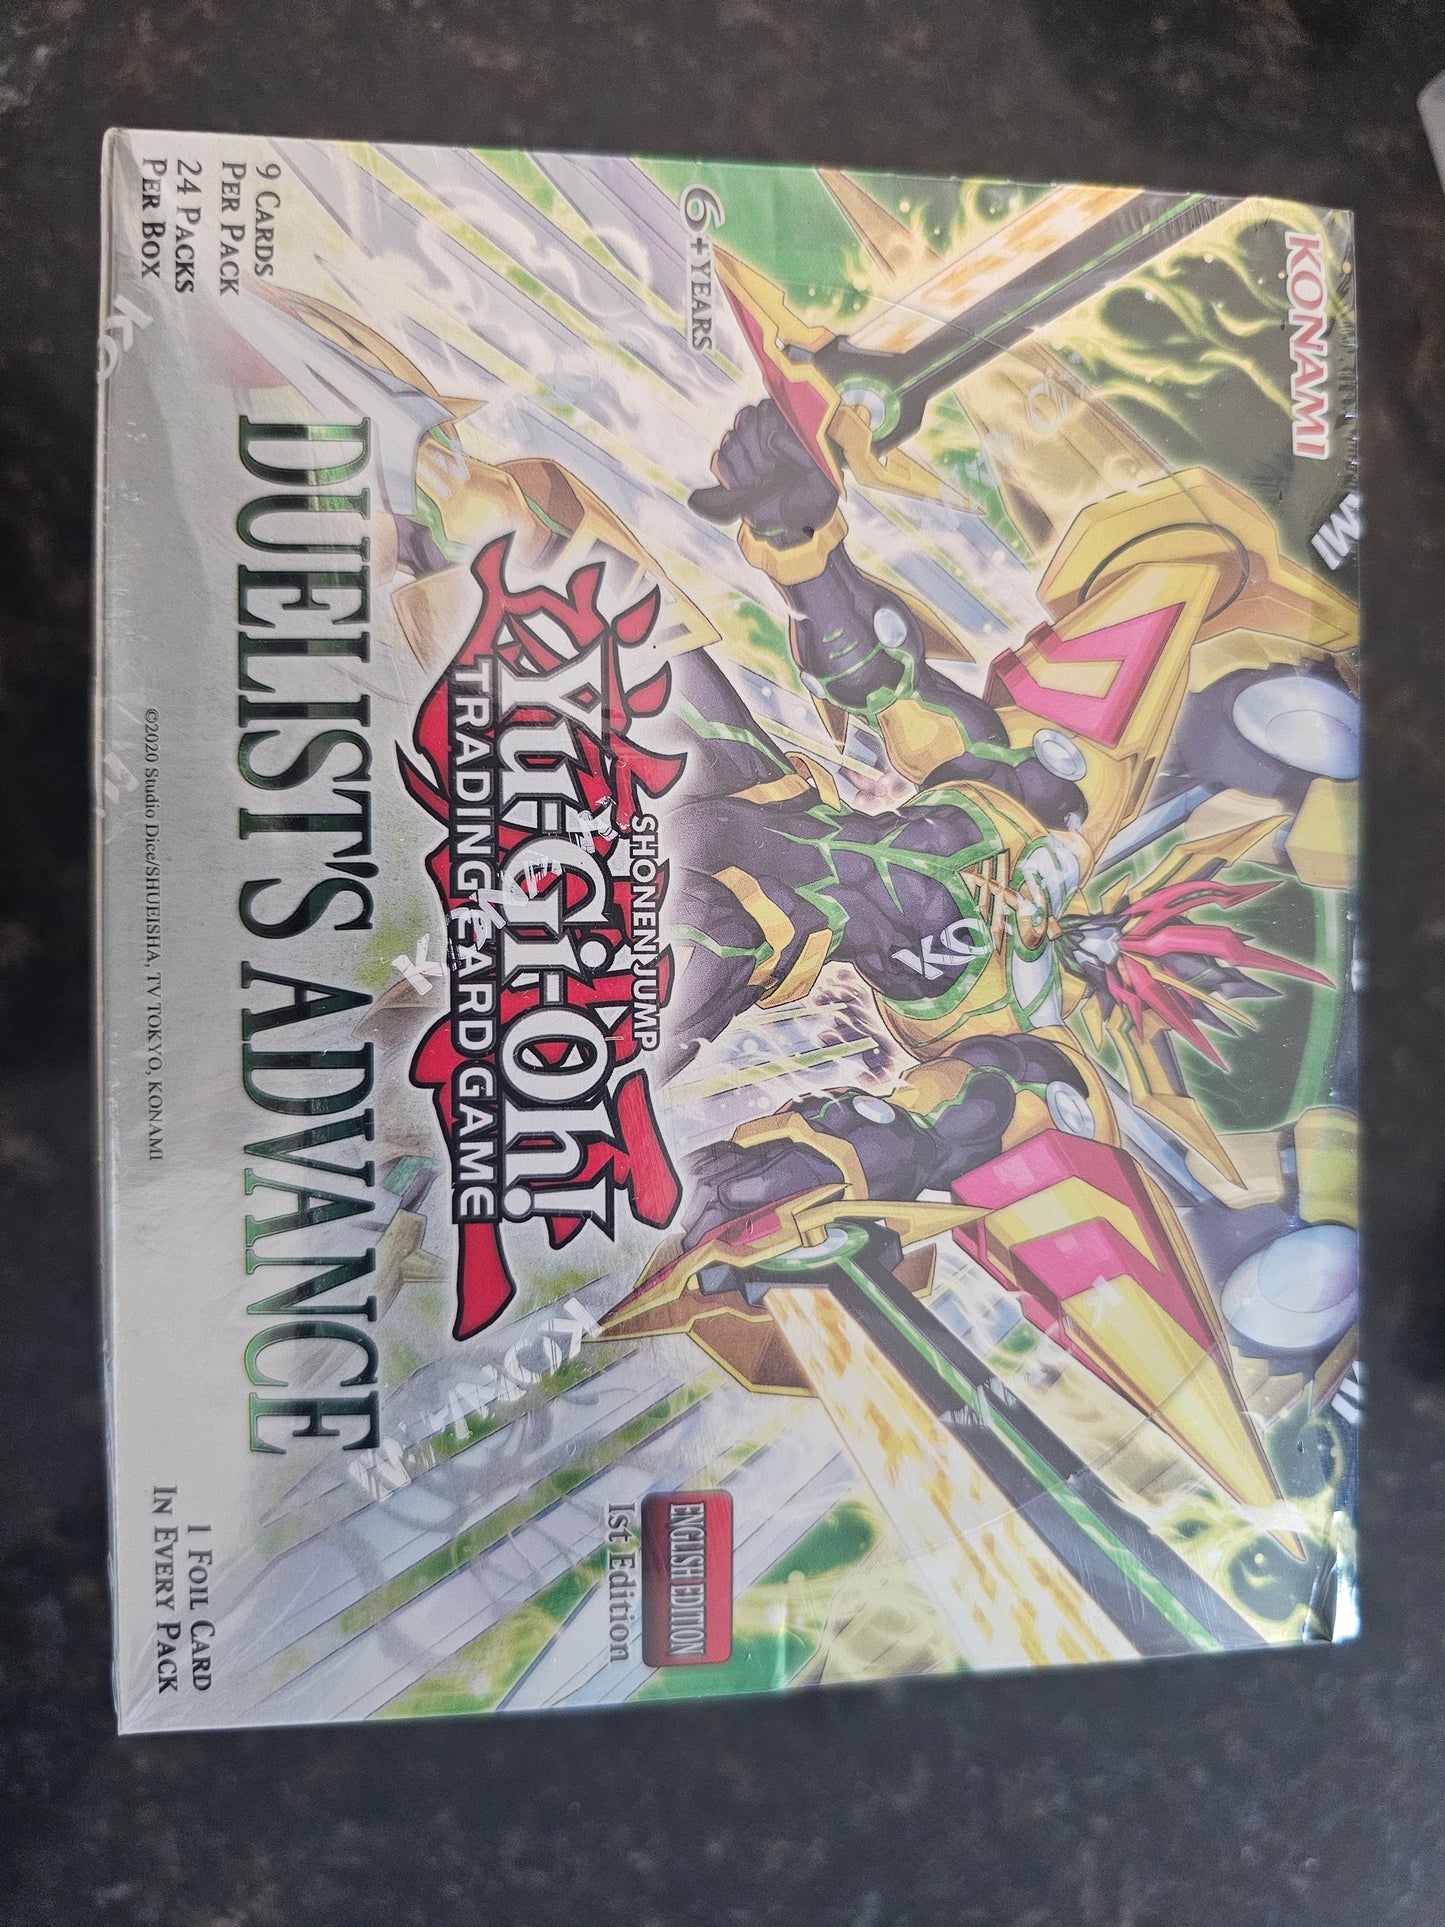 KONAMI
6+YEARS
ENGLISH EDITION
1st Edition
SHONEN JUMP
Yu-Gi-Oh!
TRADING CARD GAME
DUELIST'S ADVANCE
9 CARDS
PER PACK
24 PACKS
PER BOX
1 FOIL CARD
IN EVERY PACK
©2020 Studio Dice/SHUEISHA, TV TOKYO, KONAMI